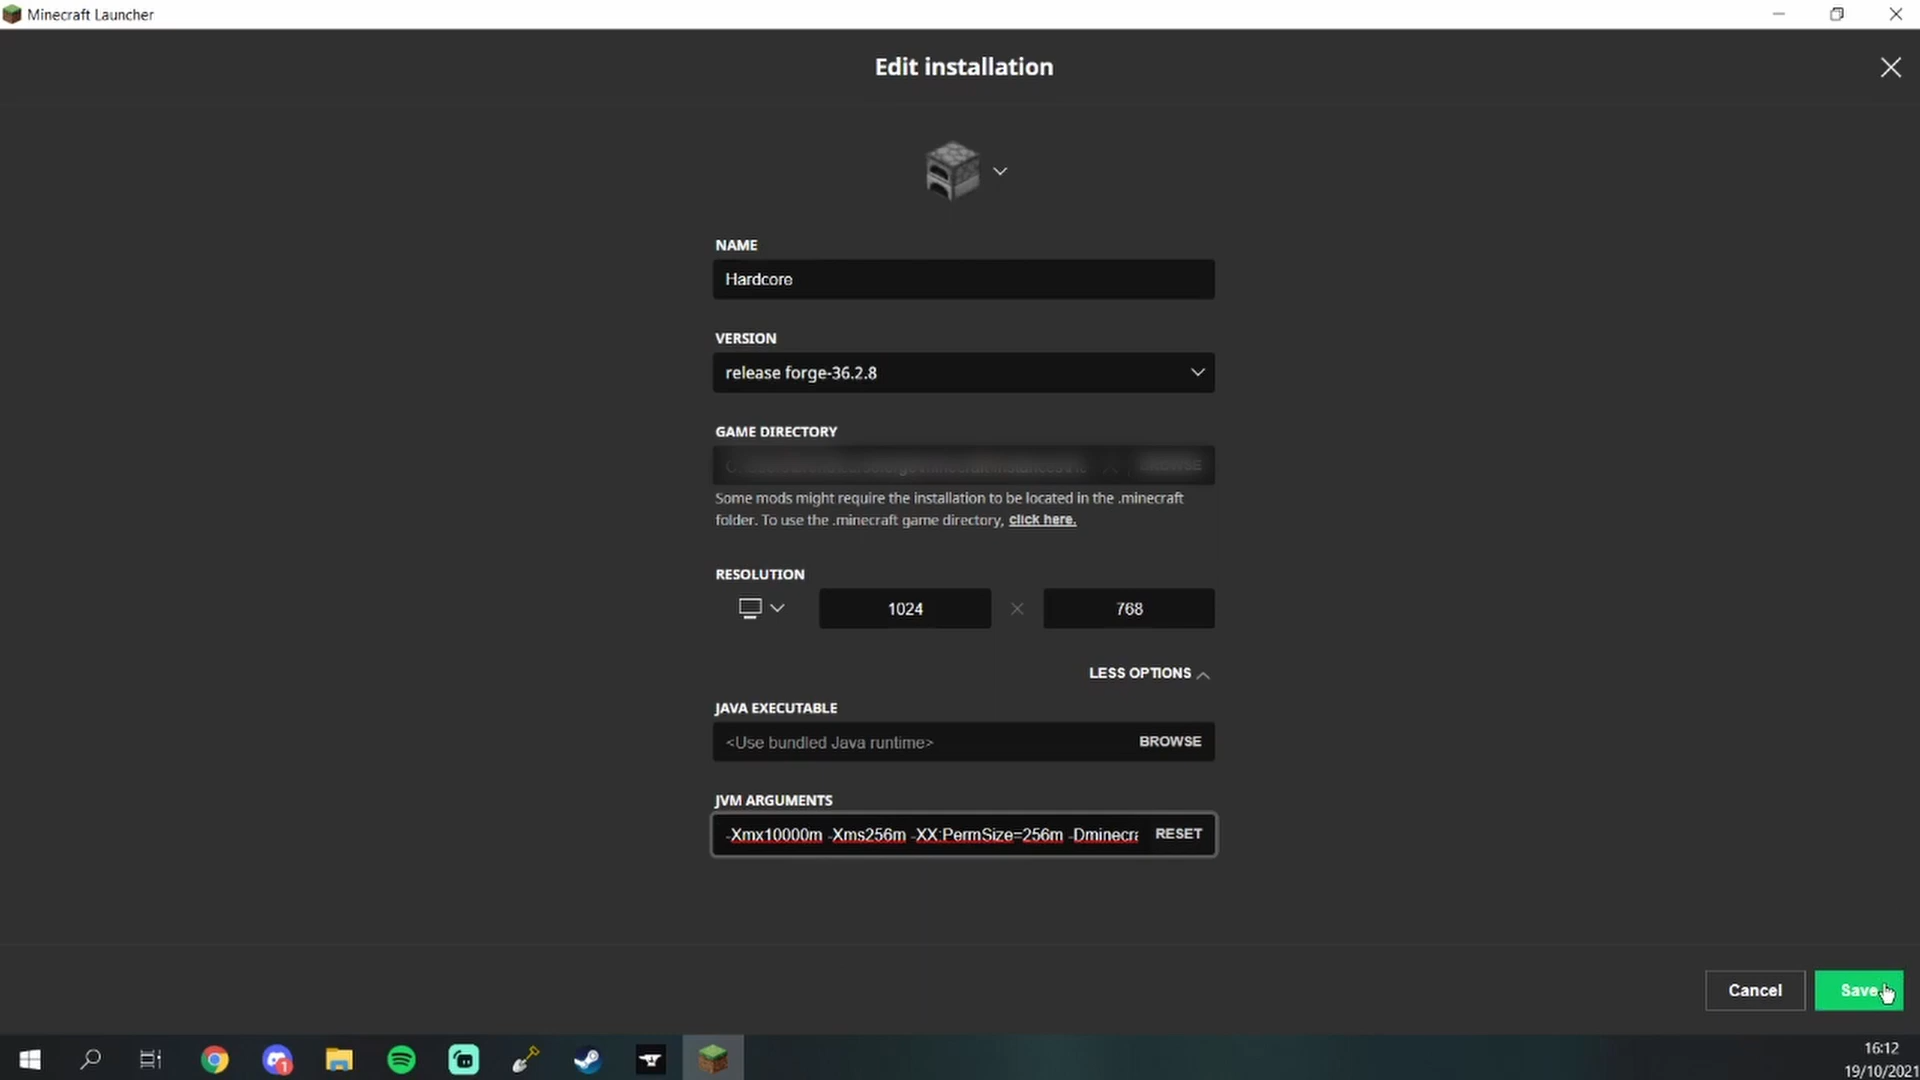 Minecraft Launcher
Edit installation
NAME
Hardcore
VERSION
release forge-36.2.8
GAME DIRECTORY
BROWSE
Some mods might require the installation to be located in the .minecraft
folder. To use the .minecraft game directory, click here.
RESOLUTION
1024 × 768
LESS OPTIONS
JAVA EXECUTABLE
<Use bundled Java runtime> BROWSE
JVM ARGUMENTS
-Xmx10000m -Xms256m -XX:PermSize=256m -Dminecra RESET
Cancel Save
1
16:12
19/10/2021